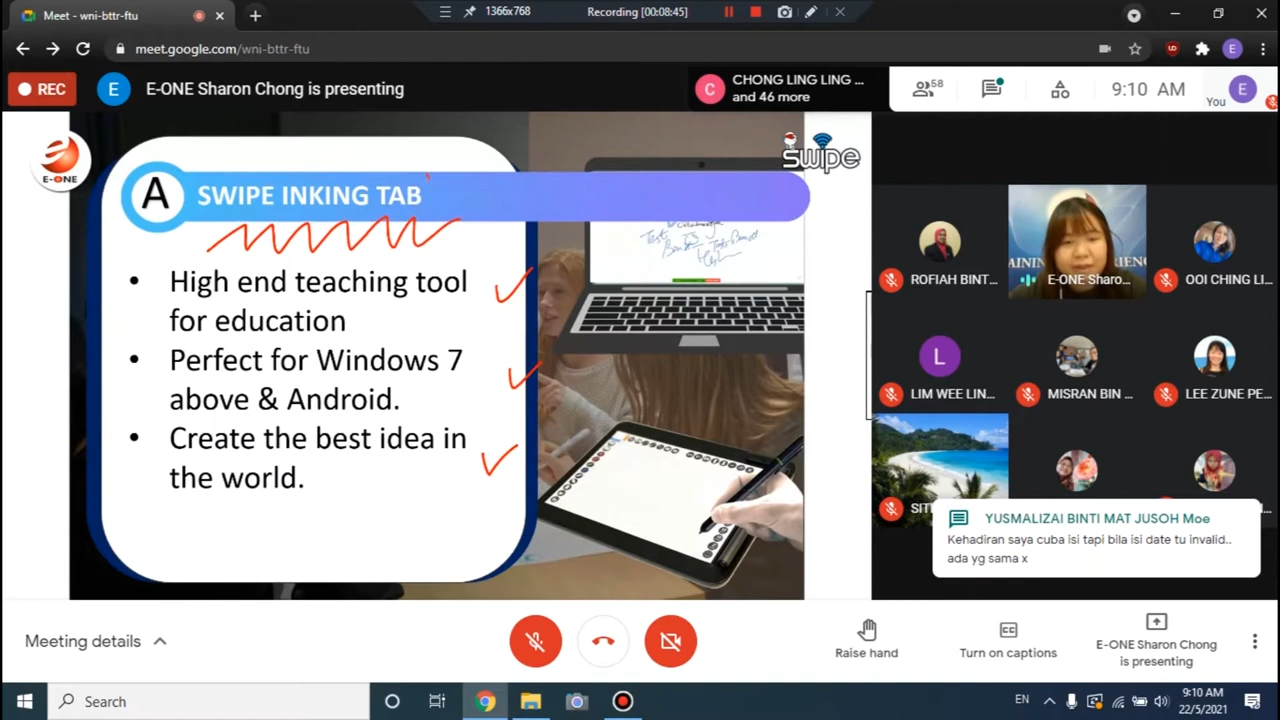 Meet - wni-bttr-ftu
1366x768
Recording [00:08:45]
meet.google.com/wni-bttr-ftu
E
REC
E
E-ONE Sharon Chong is presenting
C
CHONG LING LING ...
and 46 more
58
9:10 AM
You
E
E-ONE
swipe
A
SWIPE INKING TAB
• High end teaching tool
for education
• Perfect for Windows 7
above & Android.
• Create the best idea in
the world.
ROFIAH BINT...
E-ONE Sharo...
OOI CHING LI...
L
LIM WEE LIN...
MISRAN BIN ...
LEE ZUNE PE...
YUSMALIZAI BINTI MAT JUSOH Moe
Kehadiran saya cuba isi tapi bila isi date tu invalid..
ada yg sama x
Meeting details
Raise hand
CC
Turn on captions
E-ONE Sharon Chong
is presenting
Search
EN
9:10 AM
22/5/2021